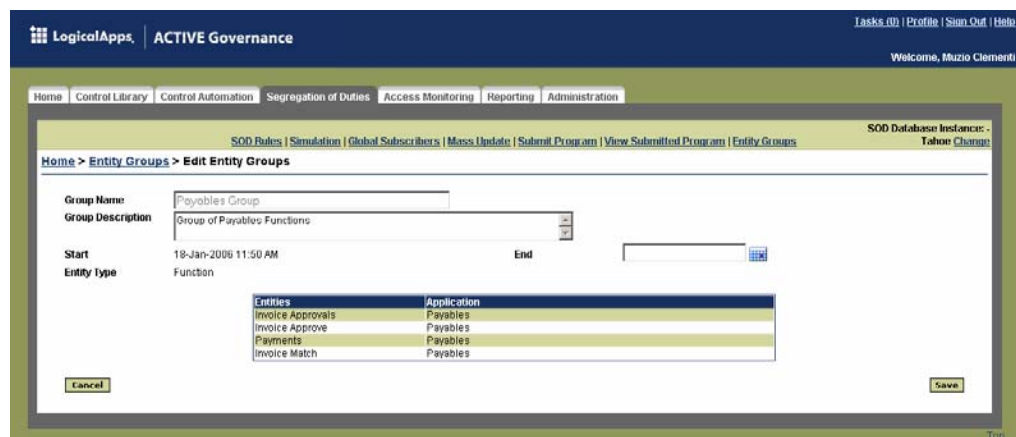 Tasks (0) | Profile | Sign Out | Help
LogicalApps, ACTIVE Governance
Welcome, Muzio Clementi
Home Control Library Control Automation Segregation of Duties Access Monitoring Reporting Administration
SOD Database Instance: -
SOD Rules | Simulation | Global Subscribers | Mass Update | Submit Program | View Submitted Program | Entity Groups Tahoe Change
Home > Entity Groups > Edit Entity Groups
Group Name Payables Group
Group Description Group of Payables Functions
Start 18-Jan-2006 11:50 AM End
Entity Type Function
Entities Application
Invoice Approvals Payables
Invoice Approve Payables
Payments Payables
Invoice Match Payables
Cancel Save
Top